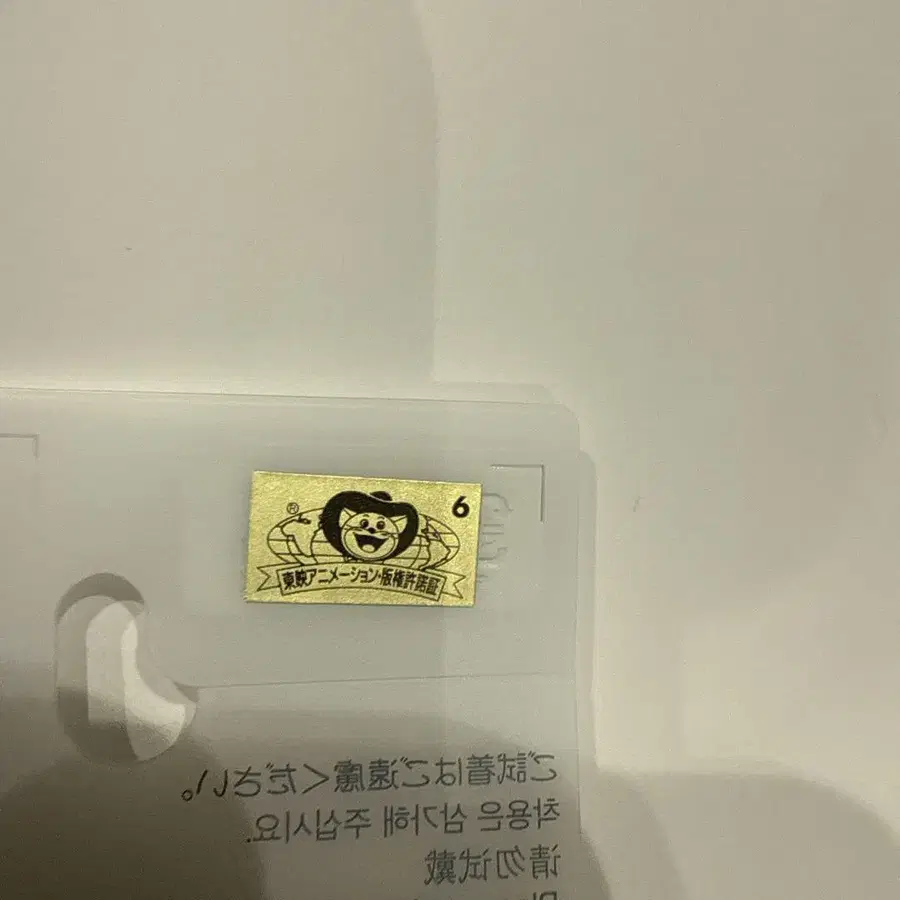 6
®
東映アニメーション・版権許諾証
ご試着はご遠慮ください。
착용은 삼가해 주십시오.
请勿试戴